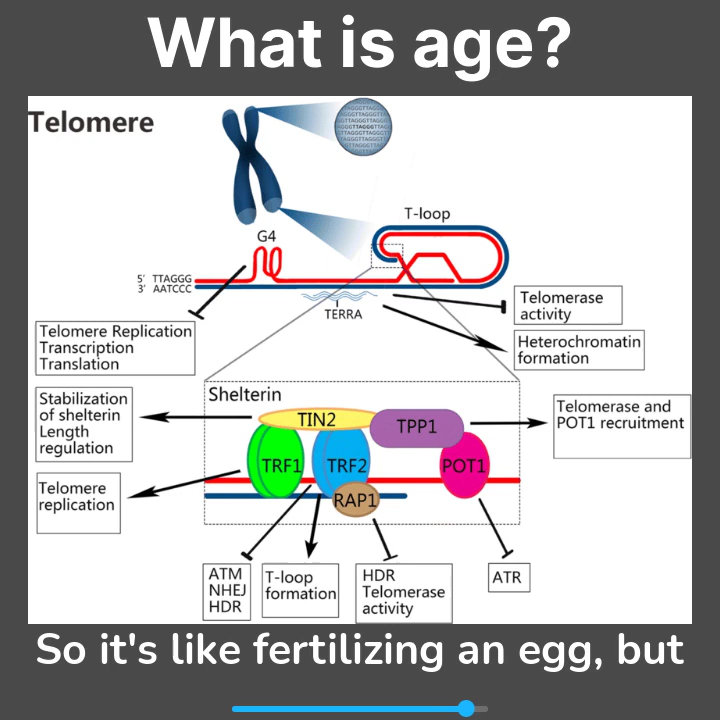 What is age?
Telomere
T-loop
G4
5' TTAGGG
3' AATCCC
TERRA
Telomerase
activity
Heterochromatin
formation
Telomere Replication
Transcription
Translation
Shelterin
Stabilization
of shelterin
Length
regulation
TIN2
TPP1
Telomerase and
POT1 recruitment
TRF1
TRF2
POT1
RAP1
Telomere
replication
ATM
NHEJ
HDR
T-loop
formation
HDR
Telomerase
activity
ATR
So it's like fertilizing an egg, but